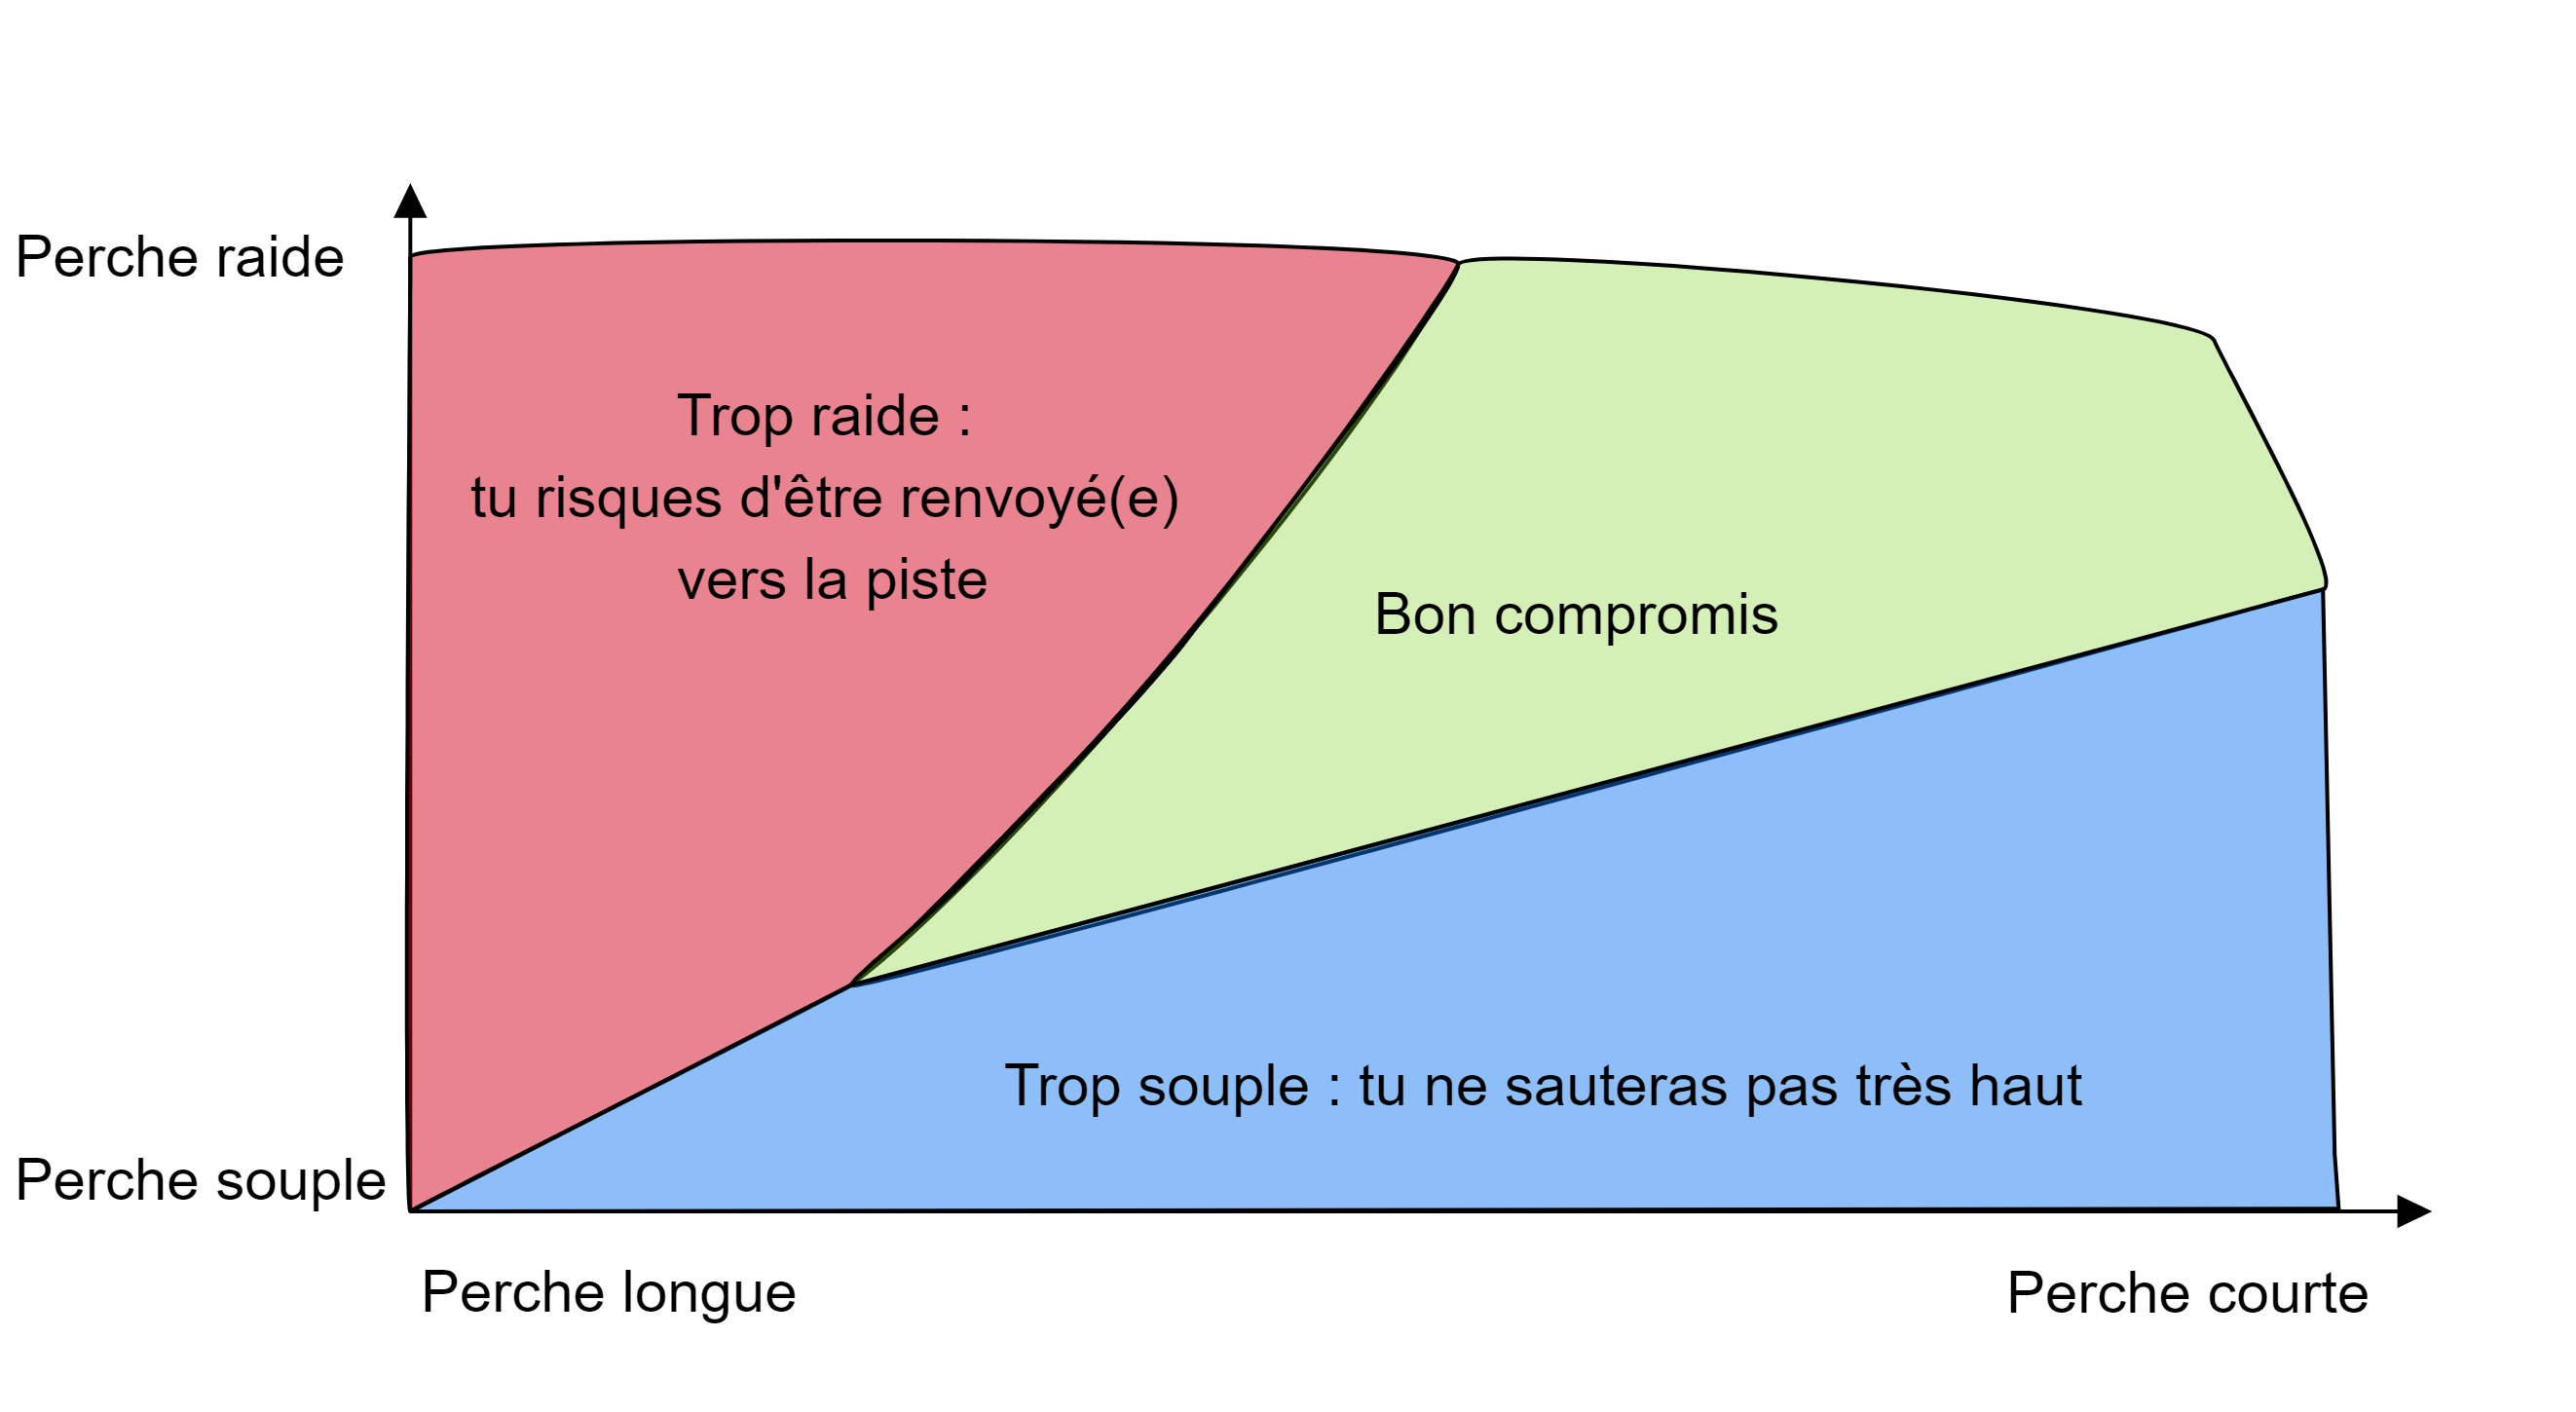 Perche raide
Trop raide :
tu risques d'être renvoyé(e)
vers la piste
Bon compromis
Trop souple : tu ne sauteras pas très haut
Perche souple
Perche longue
Perche courte